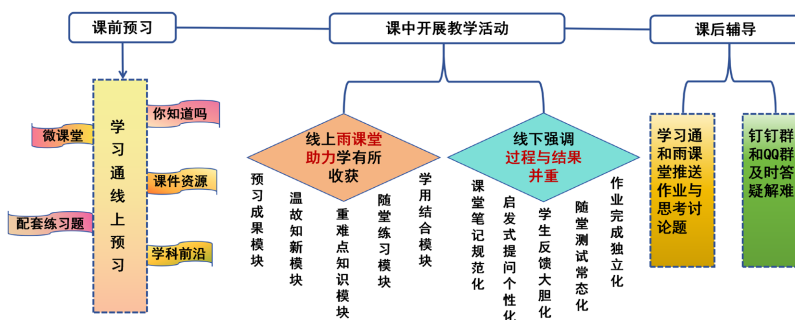 课前预习
课中开展教学活动
课后辅导
学习通线上预习
微课堂
配套练习题
你知道吗
课件资源
学科前沿
线上雨课堂
助力学有所
收获
预习成果模块
温故知新模块
重难点知识模块
随堂练习模块
学用结合模块
线下强调
过程与结果
并重
课堂笔记规范化
启发式提问个性化
学生反馈大胆化
随堂测试常态化
作业完成独立化
学习通
和雨课
堂推送
作业与
思考讨
论题
钉钉群
和QQ群
及时答
疑解难